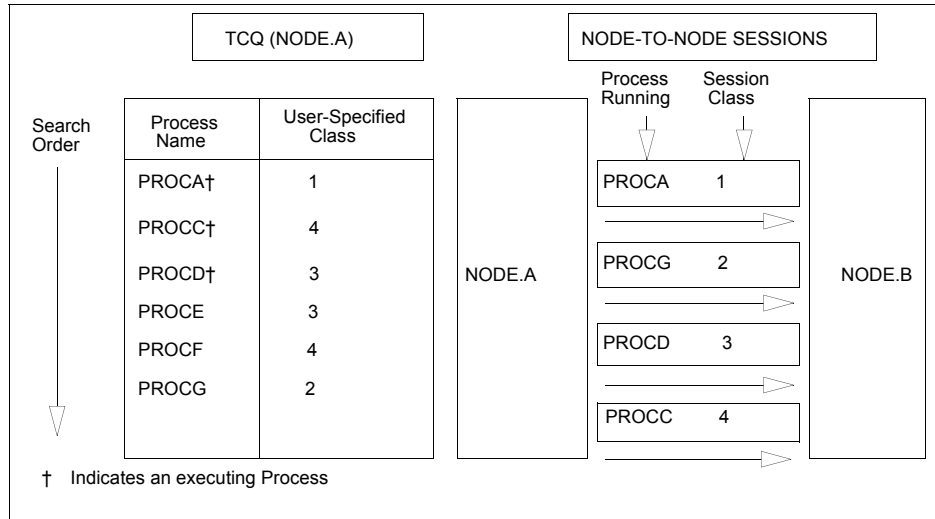 TCQ (NODE.A)
NODE-TO-NODE SESSIONS
Process
Running
Session
Class
Search
Order
Process
Name
User-Specified
Class
PROCA† 1
PROCC† 4
PROCD† 3
PROCE 3
PROCF 4
PROCG 2
NODE.A
PROCA 1
PROCG 2
PROCD 3
PROCC 4
NODE.B
† Indicates an executing Process